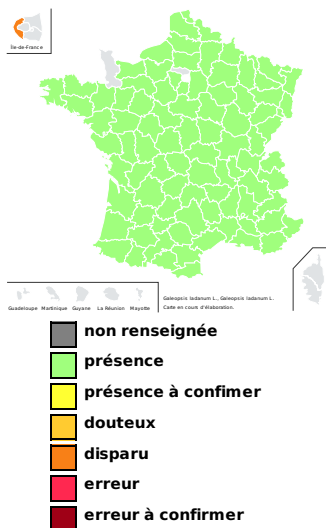 Île-de-France
Guadeloupe Martinique Guyane La Réunion Mayotte
Galeopsis ladanum L., Galeopsis ladanum L.
Carte en cours d'élaboration.
non renseignée
présence
présence à confimer
douteux
disparu
erreur
erreur à confirmer